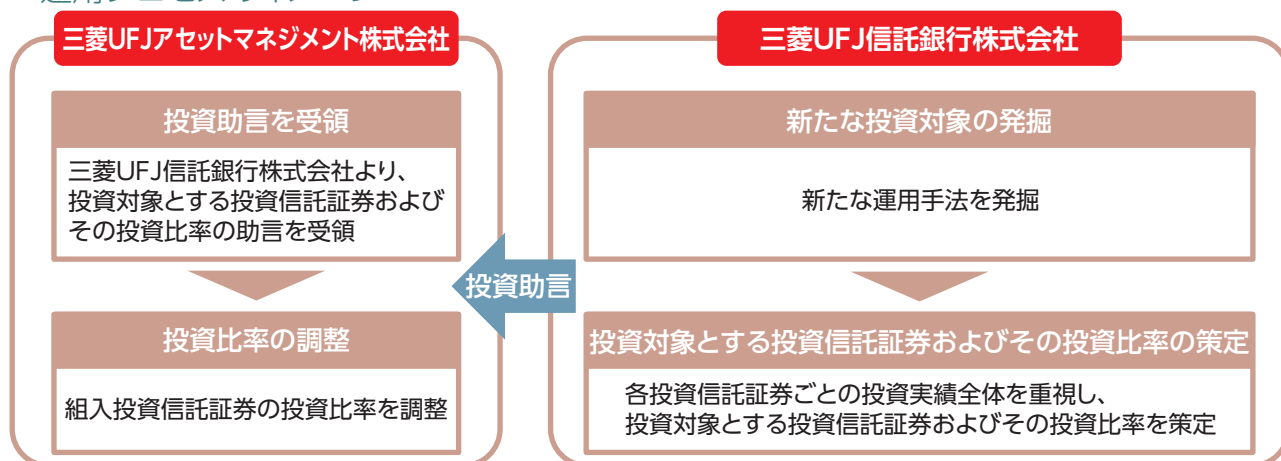 三菱UFJアセットマネジメント株式会社
投資助言を受領
三菱UFJ信託銀行株式会社より、
投資対象とする投資信託証券および
その投資比率の助言を受領
投資比率の調整
組入投資信託証券の投資比率を調整
投資助言
三菱UFJ信託銀行株式会社
新たな投資対象の発掘
新たな運用手法を発掘
投資対象とする投資信託証券およびその投資比率の策定
各投資信託証券ごとの投資実績全体を重視し、
投資対象とする投資信託証券およびその投資比率を策定